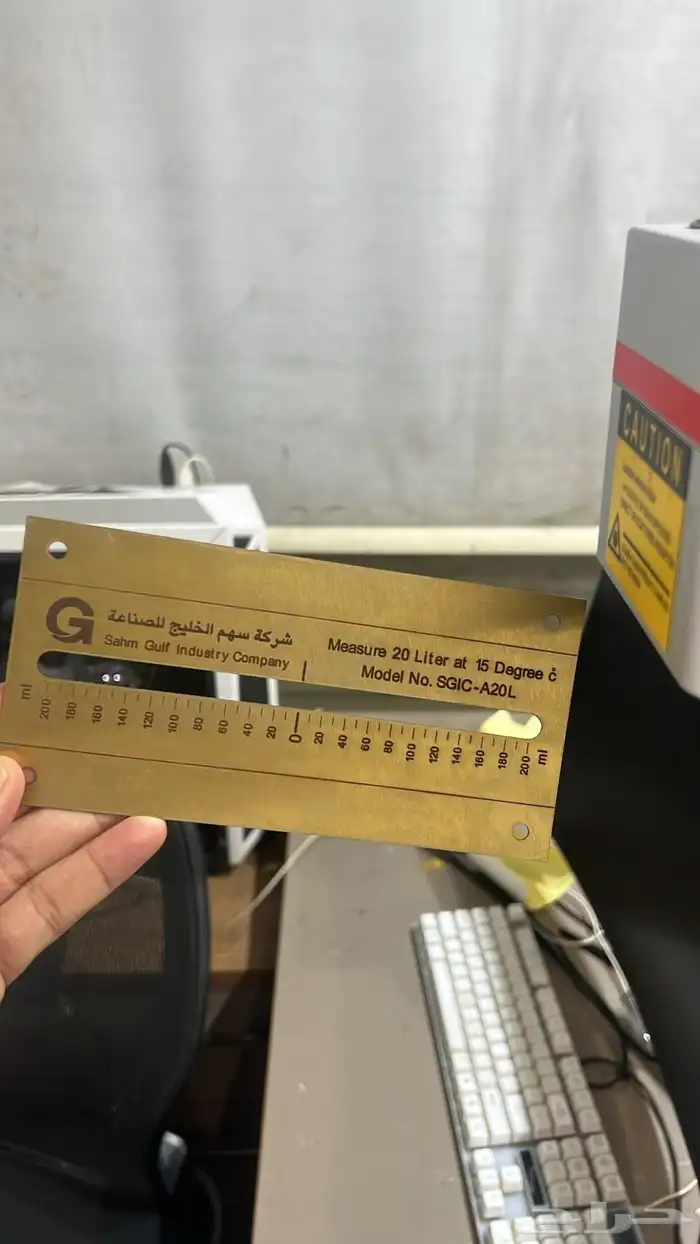 شركة سهم الخليج للصناعة
Sahm Gulf Industry Company
Measure 20 Liter at 15 Degree c°
Model No. SGIC-A20L
ml 200 180 160 140 120 100 80 60 40 20 0 20 40 60 80 100 120 140 160 180 200 ml
CAUTION
حراج